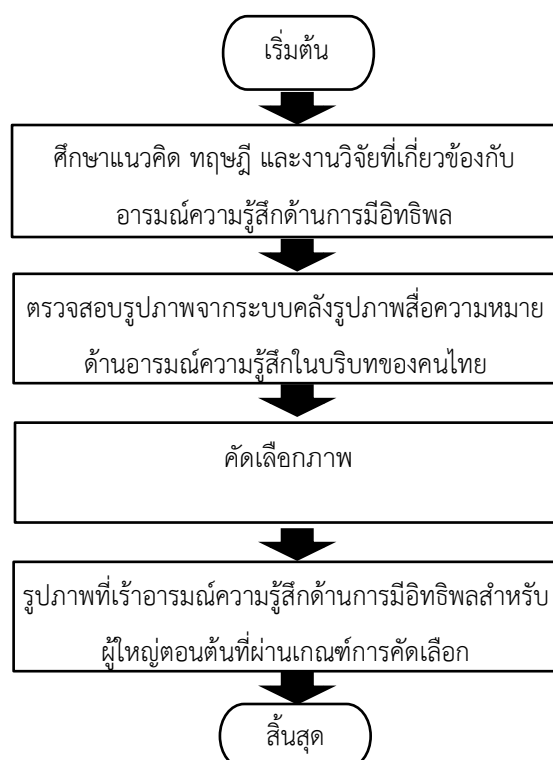 เริ่มต้น
ศึกษาแนวคิด ทฤษฎี และงานวิจัยที่เกี่ยวข้องกับ
อารมณ์ความรู้สึกด้านการมีอิทธิพล
ตรวจสอบรูปภาพจากระบบคลังรูปภาพสื่อความหมาย
ด้านอารมณ์ความรู้สึกในบริบทของคนไทย
คัดเลือกภาพ
รูปภาพที่เร้าอารมณ์ความรู้สึกด้านการมีอิทธิพลสำหรับ
ผู้ใหญ่ตอนต้นที่ผ่านเกณฑ์การคัดเลือก
สิ้นสุด